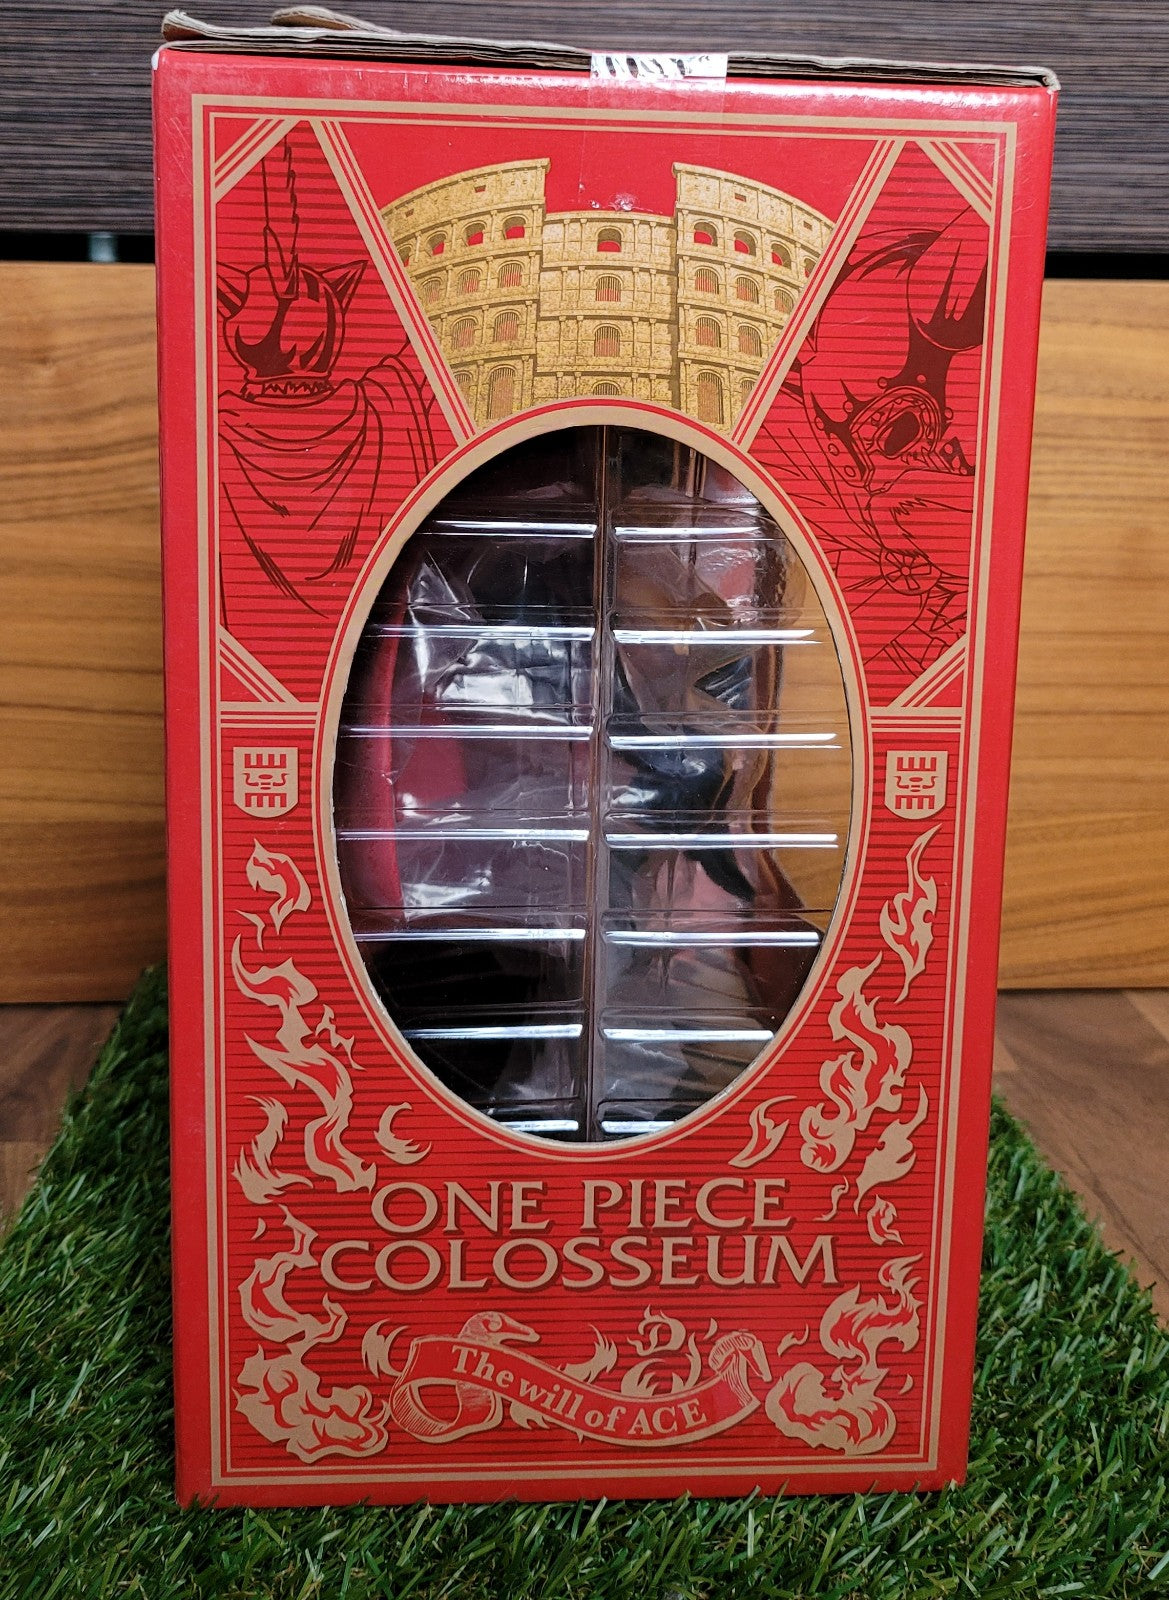 ONE PIECE
COLOSSEUM
The will of ACE